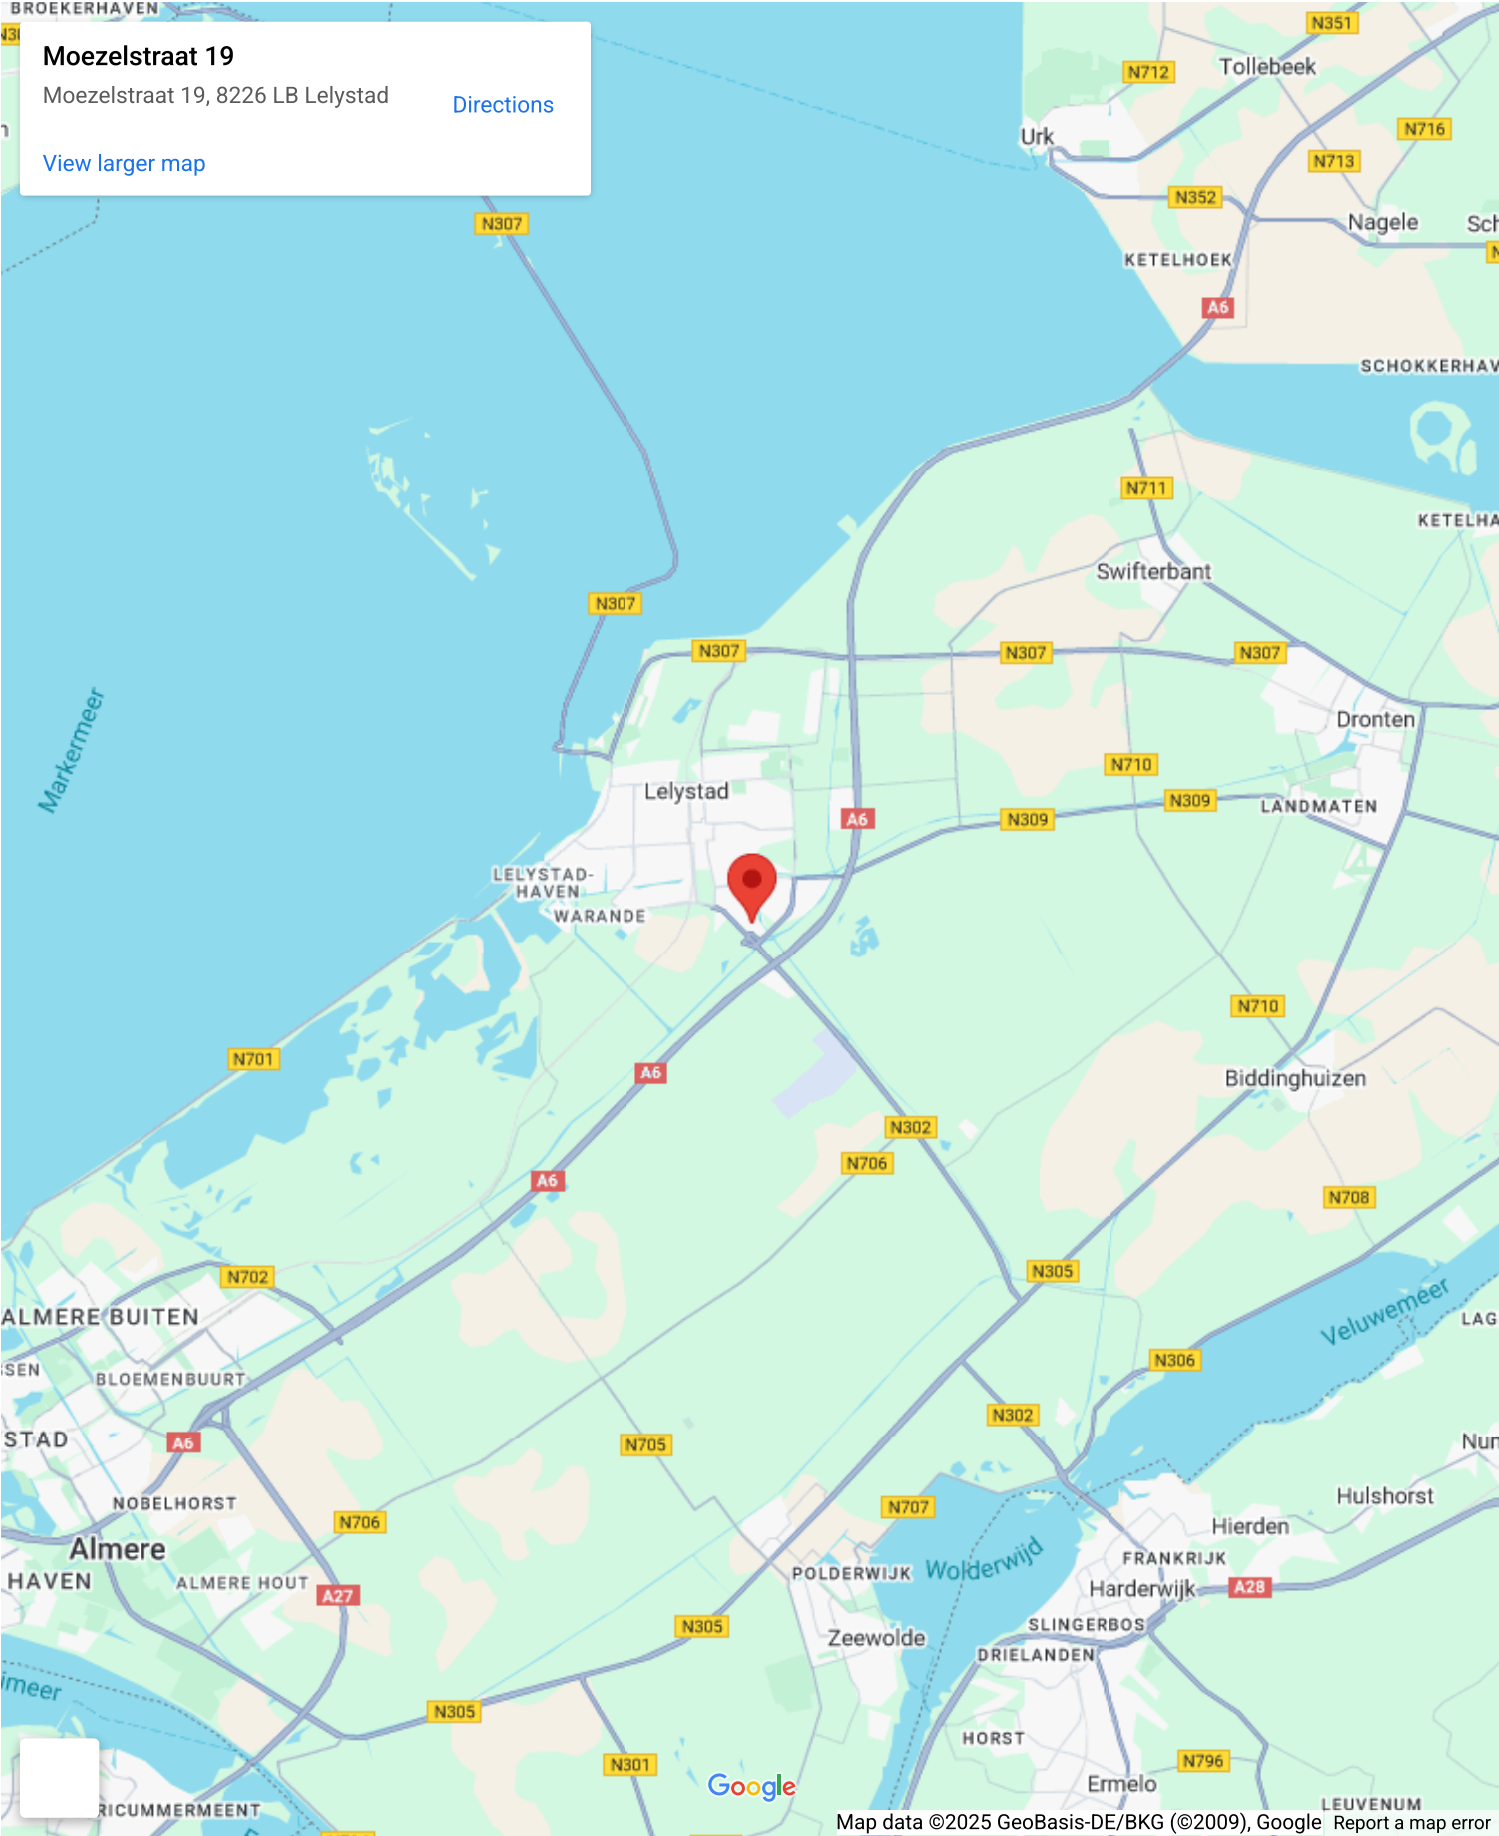 BROEKERHAVEN
Moezelstraat 19
Moezelstraat 19, 8226 LB Lelystad
Directions
View larger map
N307
N351
N712
Tollebeek
Urk
N716
N713
N352
Nagele
KETELHOEK
A6
SCHOKKERHAV
N711
KETELHA
Swifterbant
N307
N307
N307
N307
Markermeer
Dronten
N710
Lelystad
N309
N309
LANDMATEN
A6
LELYSTAD-
HAVEN
WARANDE
N710
N701
A6
Biddinghuizen
N302
N706
A6
N708
N702
N305
ALMERE BUITEN
Veluwemeer
LAG
SSEN
BLOEMENBUURT
N306
N302
STAD
A6
N705
Nun
NOBELHORST
Hulshorst
N707
N706
Hierden
Almere
Wolderwijd
FRANKRIJK
HAVEN
ALMERE HOUT
POLDERWIJK
Harderwijk
A28
A27
N305
SLINGERBOS
Zeewolde
DRIELANDEN
imeer
N305
HORST
N301
N796
Google
Ermelo
RICUMMERMEENT
LEUVENUM
Map data ©2025 GeoBasis-DE/BKG (©2009), Google
Report a map error